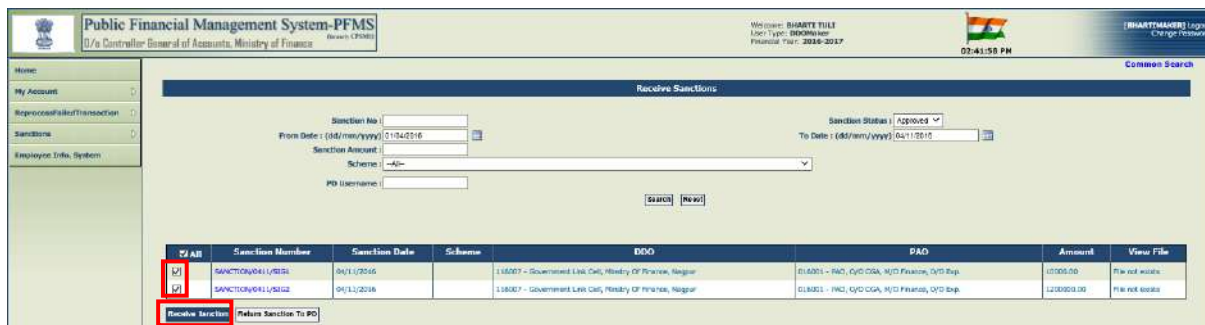 Public Financial Management System-PFMS
(formerly CPSMS)
O/o Controller General of Accounts, Ministry of Finance
Welcome: BHARTI TULI
User Type: DDOMaker
Financial Year: 2016-2017
02:41:58 PM
[BHARTIMAKER] Logout
Change Password
Common Search
Home
My Account
ReprocessFailedTransection
Sanctions
Employee Info. System
Receive Sanctions
Sanction No :
Sanction Status : Approved
From Date : (dd/mm/yyyy) 01/04/2016
To Date : (dd/mm/yyyy) 04/11/2016
Sanction Amount :
Scheme : --All--
PD Username :
Search Reset
All Sanction Number Sanction Date Scheme DDO PAO Amount View File
SANCTION/0411/SIG1 04/11/2016 116007 - Government Link Cell, Ministry Of Finance, Nagpur 016001 - PAO, O/O CGA, M/O Finance, D/O Exp. File not exists
SANCTION/0411/SIG2 04/11/2016 116007 - Government Link Cell, Ministry Of Finance, Nagpur 016001 - PAO, O/O CGA, M/O Finance, D/O Exp. 1200000.00 File not exists
Receive Sanction Return Sanction To PD